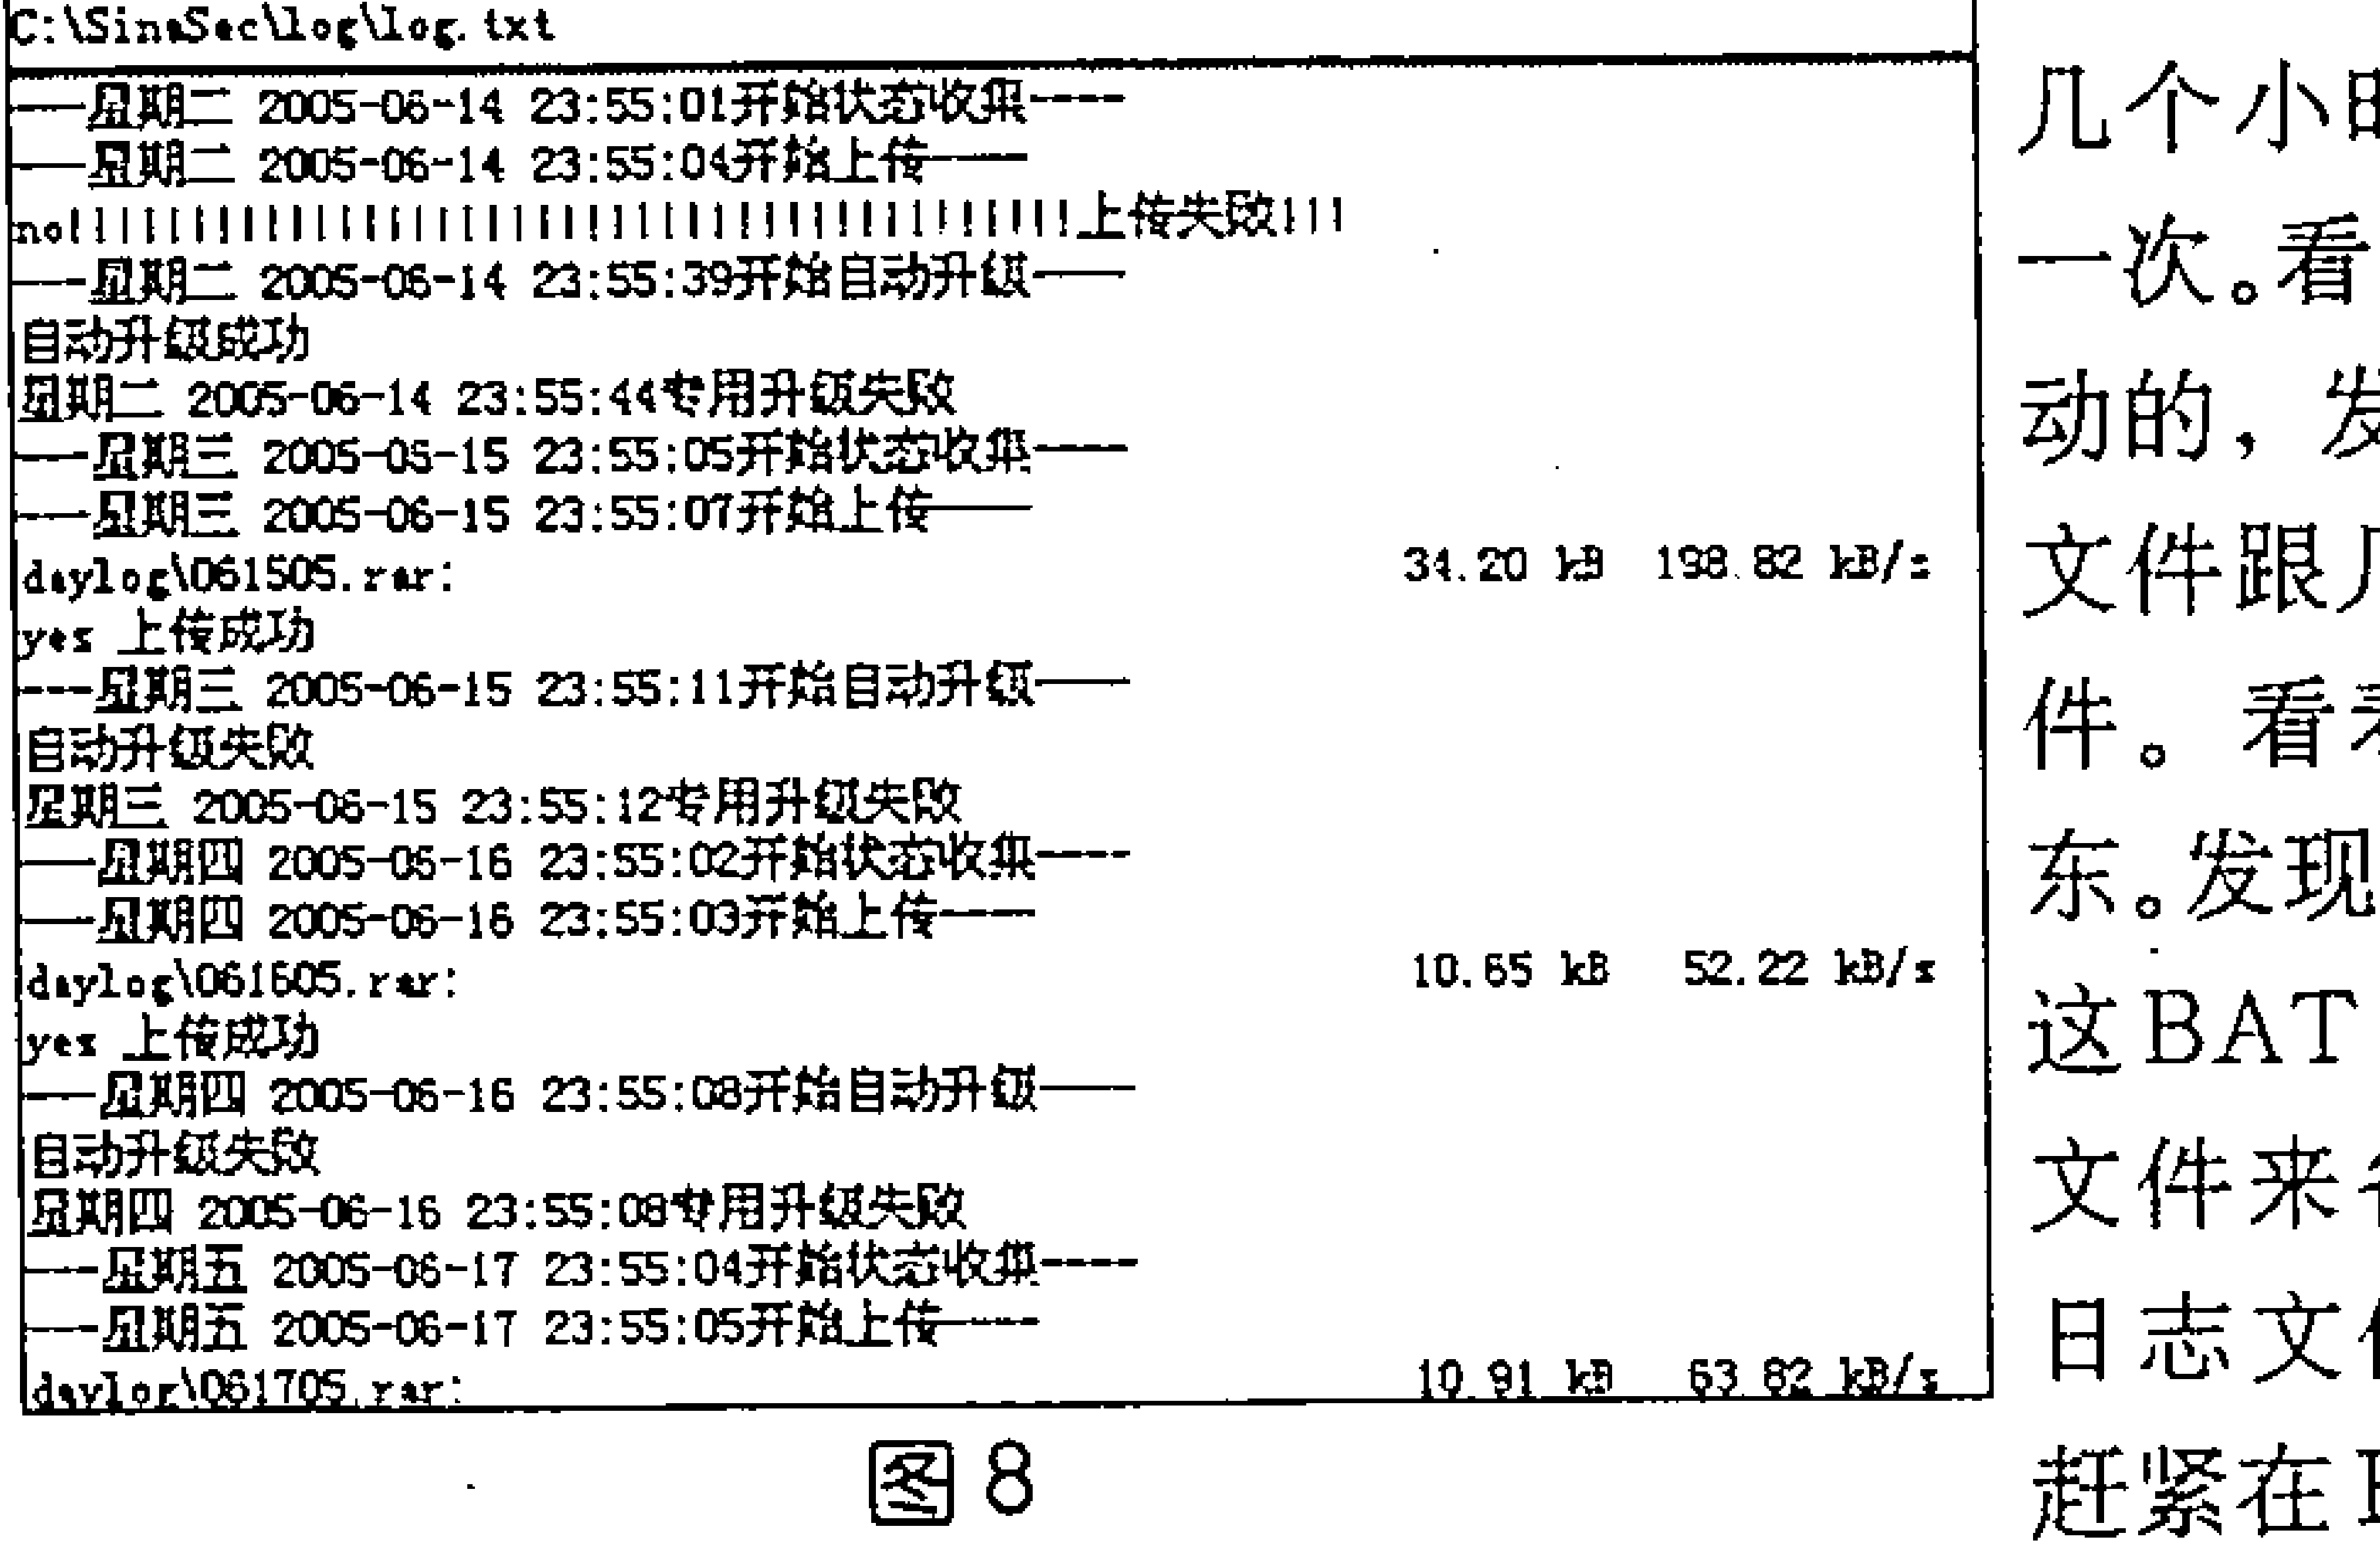 C:\SinaSec\log\log.txt
----星期二 2005-06-14 23:55:01开始状态收集----
----星期二 2005-06-14 23:55:04开始上传----
no!!!!!!!!!!!!!!!!!!!!!!!!!!!!!!!!!!!!!!!!!上传失败!!!
----星期二 2005-06-14 23:55:39开始自动升级----
自动升级成功
星期二 2005-06-14 23:55:44专用升级失败
----星期三 2005-06-15 23:55:05开始状态收集----
----星期三 2005-06-15 23:55:07开始上传----
daylog\061505.rar: 34.20 kB 198.82 kB/s
yes 上传成功
----星期三 2005-06-15 23:55:11开始自动升级----
自动升级失败
星期三 2005-06-15 23:55:12专用升级失败
----星期四 2005-06-16 23:55:02开始状态收集----
----星期四 2005-06-16 23:55:03开始上传----
daylog\061605.rar: 10.65 kB 52.22 kB/s
yes 上传成功
----星期四 2005-06-16 23:55:08开始自动升级----
自动升级失败
星期四 2005-06-16 23:55:08专用升级失败
----星期五 2005-06-17 23:55:04开始状态收集----
----星期五 2005-06-17 23:55:05开始上传----
daylog\061705.rar: 10.91 kB 63.82 kB/s
图8
几个小
一次。看
动的，发
文件跟
件。看
东。发现
这BAT
文件来
日志文
赶紧在